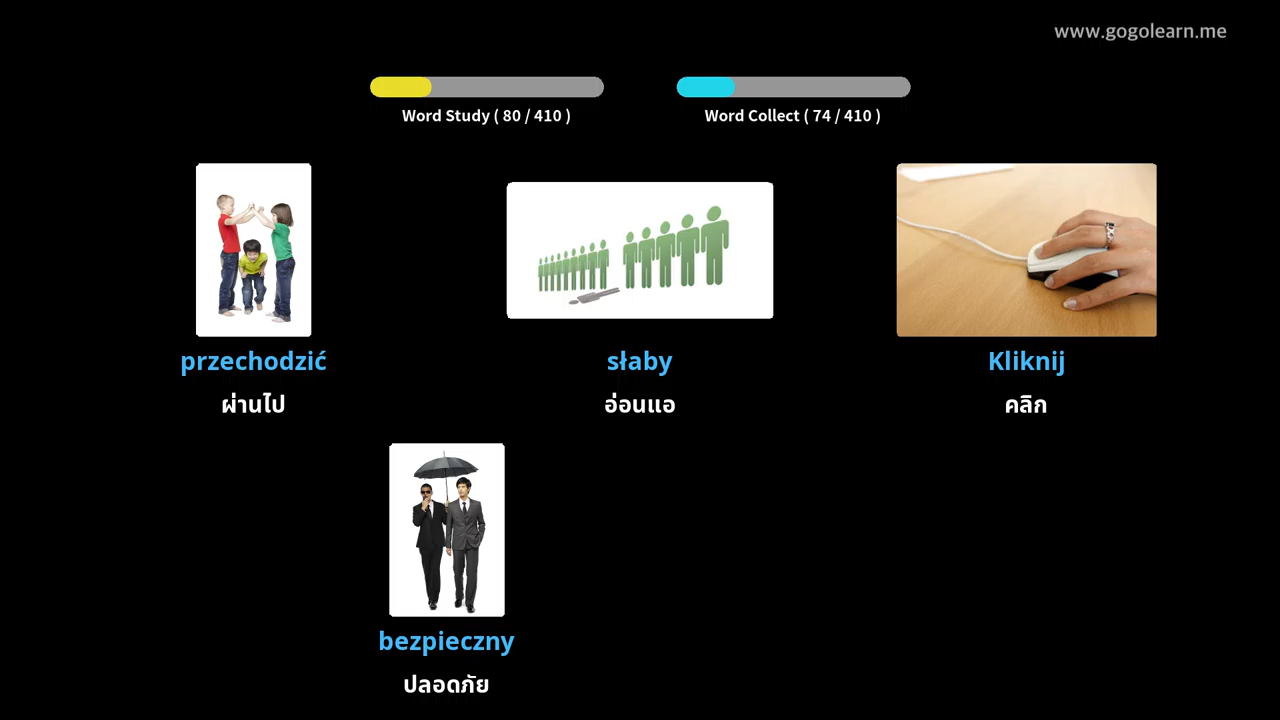 www.gogolearn.me
Word Study ( 80 / 410 )
Word Collect ( 74 / 410 )
przechodzić
słaby
Kliknij
ผ่านไป
อ่อนแอ
คลิก
bezpieczny
ปลอดภัย